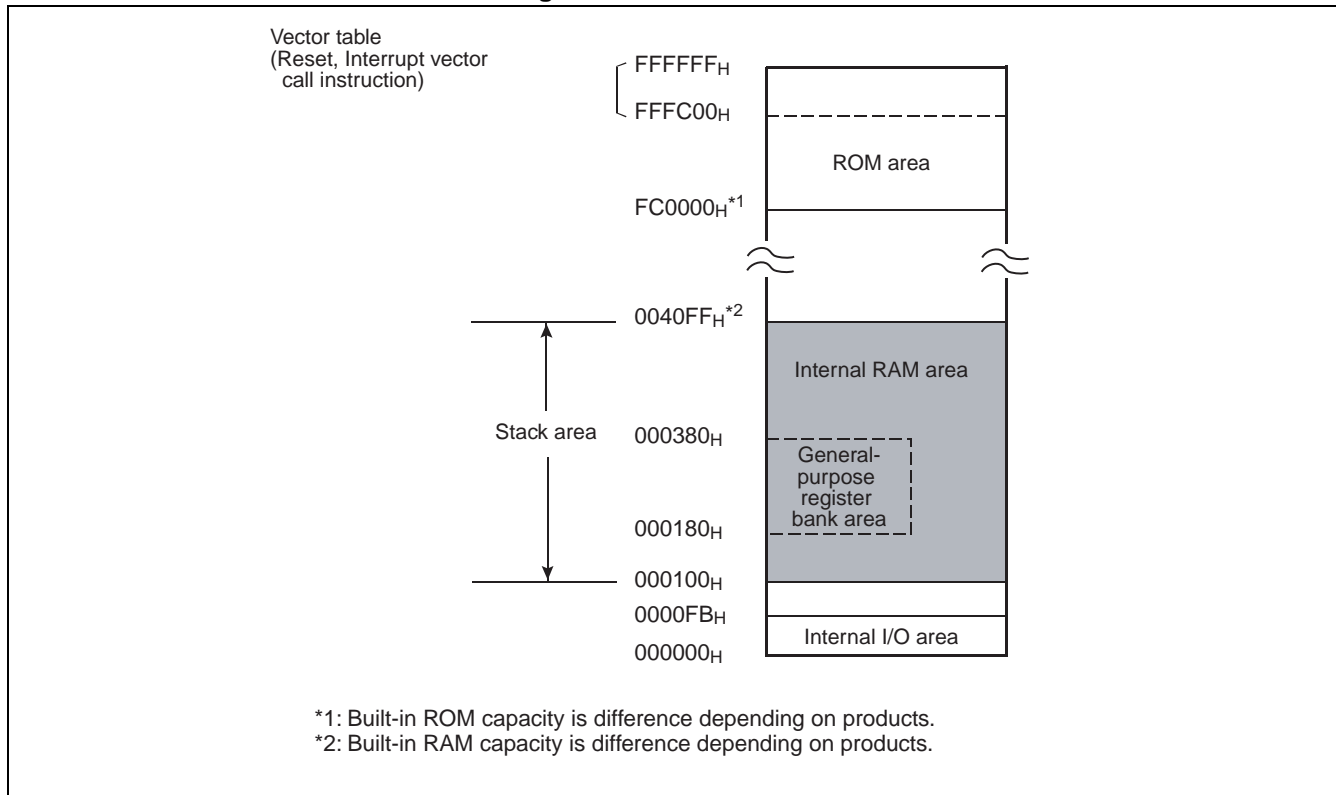 Vector table
(Reset, Interrupt vector
call instruction)
FFFFFFH
FFFC00H
ROM area
FC0000H*1
0040FFH*2
Internal RAM area
Stack area
000380H
General-
purpose
register
bank area
000180H
000100H
0000FBH
Internal I/O area
000000H
*1: Built-in ROM capacity is difference depending on products.
*2: Built-in RAM capacity is difference depending on products.